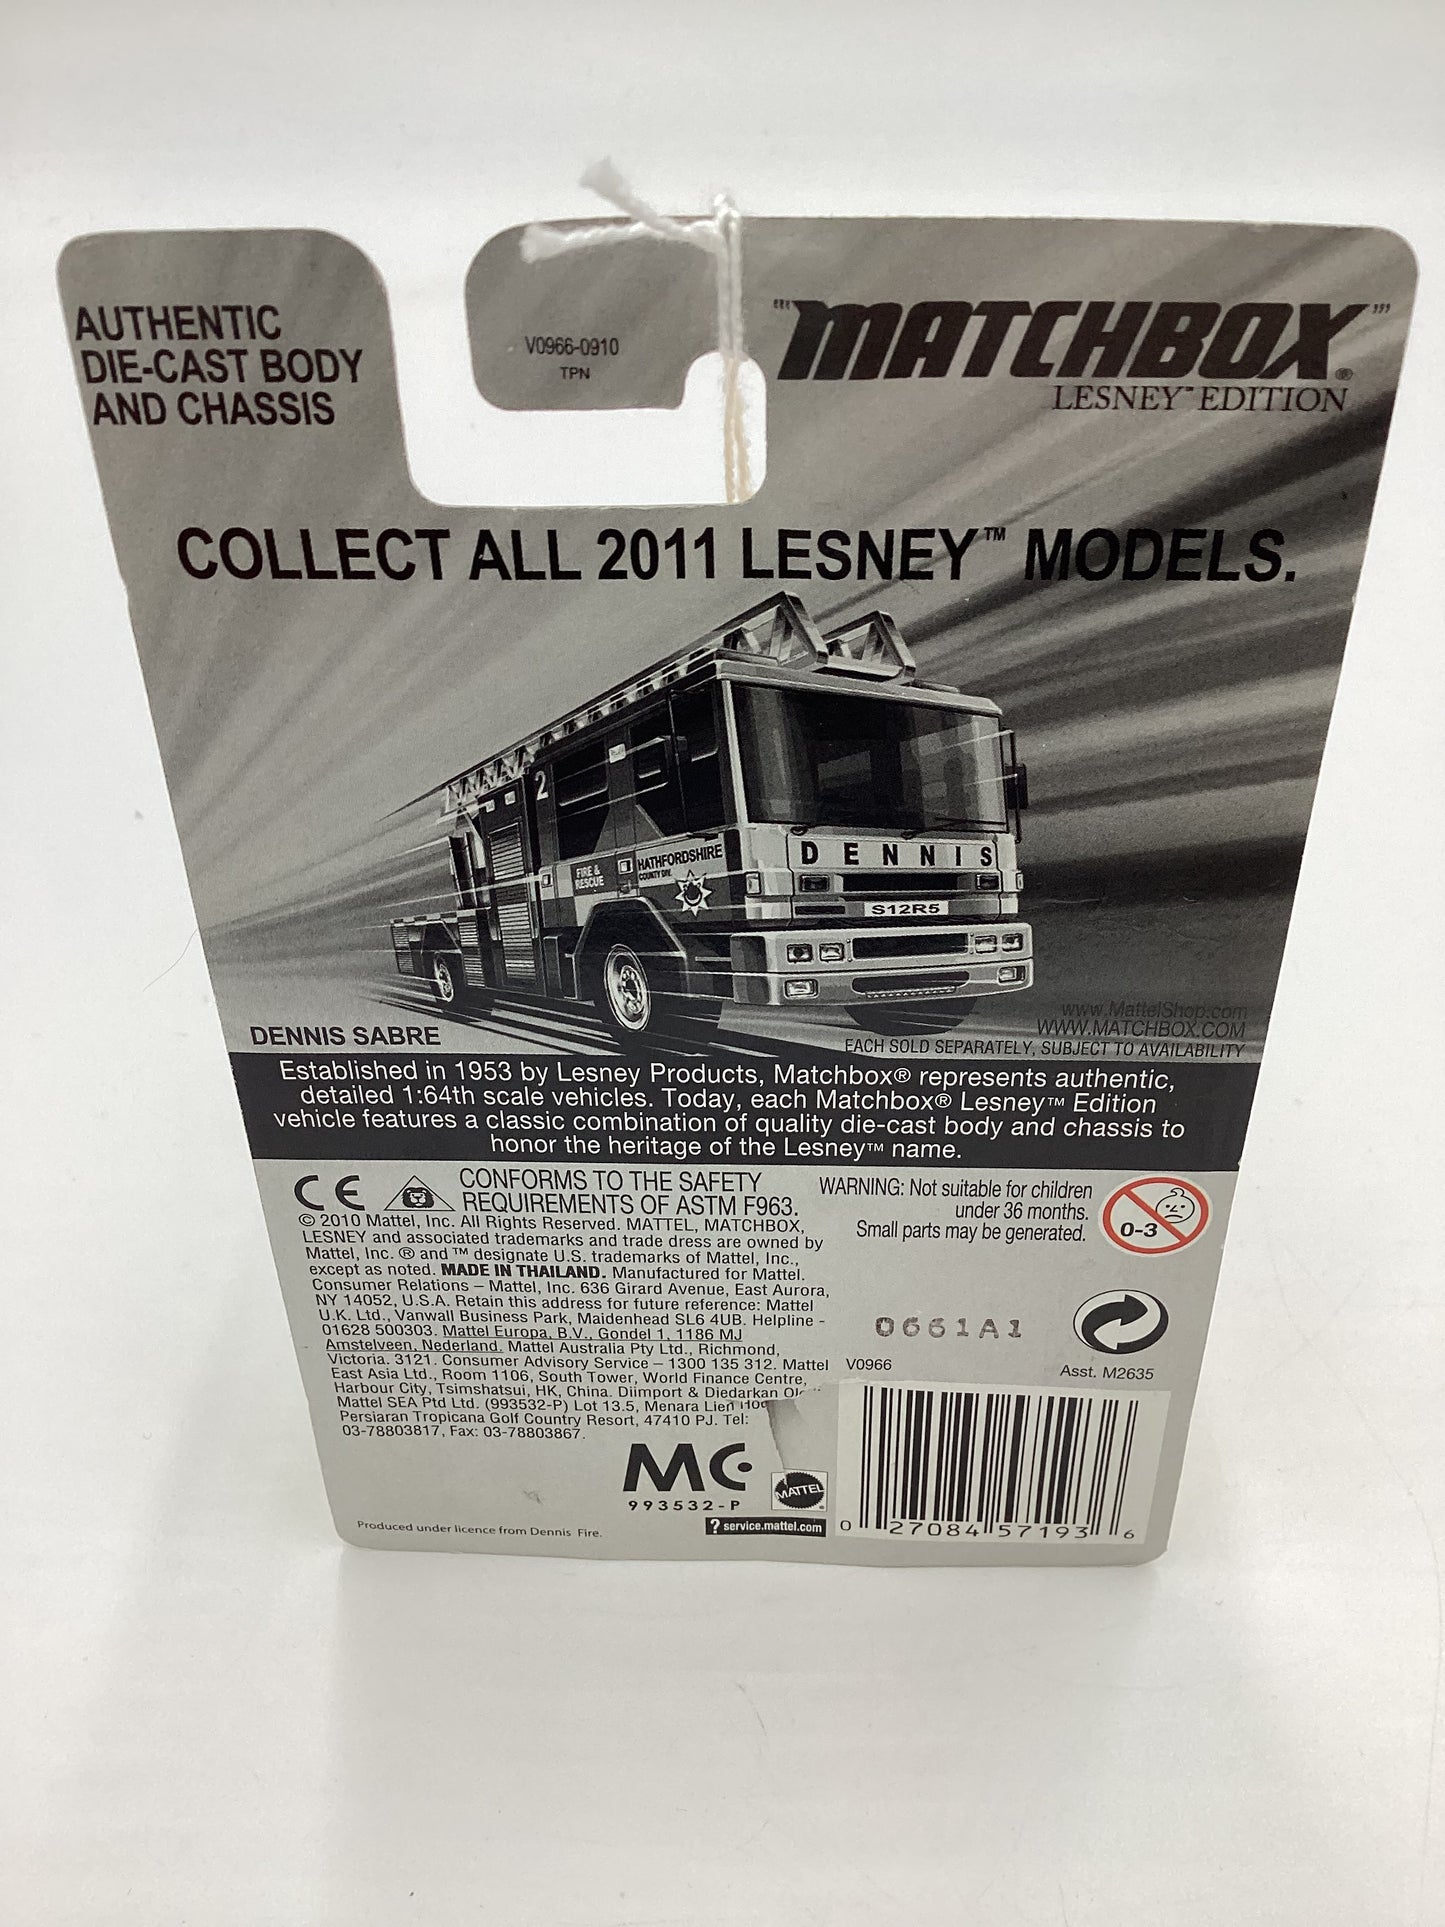 AUTHENTIC
DIE-CAST BODY
AND CHASSIS
V0966-0910
TPN
"MATCHBOX"®
LESNEY™ EDITION
COLLECT ALL 2011 LESNEY™ MODELS.
2
FIRE &
RESCUE
HATHFORDSHIRE
COUNTY DIV.
DENNIS
S12R5
DENNIS SABRE
www.MattelShop.com
WWW.MATCHBOX.COM
EACH SOLD SEPARATELY, SUBJECT TO AVAILABILITY
Established in 1953 by Lesney Products, Matchbox® represents authentic,
detailed 1:64th scale vehicles. Today, each Matchbox® Lesney™ Edition
vehicle features a classic combination of quality die-cast body and chassis to
honor the heritage of the Lesney™ name.
CE
CONFORMS TO THE SAFETY
REQUIREMENTS OF ASTM F963.
© 2010 Mattel, Inc. All Rights Reserved. MATTEL, MATCHBOX,
LESNEY and associated trademarks and trade dress are owned by
Mattel, Inc. ® and ™ designate U.S. trademarks of Mattel, Inc.,
except as noted. MADE IN THAILAND. Manufactured for Mattel.
Consumer Relations – Mattel, Inc. 636 Girard Avenue, East Aurora,
NY 14052, U.S.A. Retain this address for future reference: Mattel
U.K. Ltd., Vanwall Business Park, Maidenhead SL6 4UB. Helpline -
01628 500303. Mattel Europa, B.V., Gondel 1, 1186 MJ
Amstelveen, Nederland. Mattel Australia Pty Ltd., Richmond,
Victoria. 3121. Consumer Advisory Service – 1300 135 312. Mattel
East Asia Ltd., Room 1106, South Tower, World Finance Centre,
Harbour City, Tsimshatsui, HK, China. Diimport & Diedarkan
Mattel SEA Ptd Ltd. (993532-P) Lot 13.5, Menara Lien
Persiaran Tropicana Golf Country Resort, 47410 PJ. Tel:
03-78803817, Fax: 03-78803867.
WARNING: Not suitable for children
under 36 months.
Small parts may be generated.
0-3
0661A1
V0966
Asst. M2635
MC
993532-P
MATTEL
? service.mattel.com
Produced under licence from Dennis Fire.
0 27084 57193 6